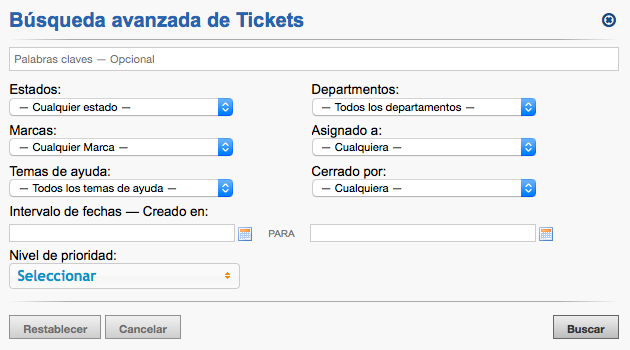 Búsqueda avanzada de Tickets
Palabras claves — Opcional
Estados: Departmentos:
— Cualquier estado — — Todos los departamentos —
Marcas: Asignado a:
— Cualquier Marca — — Cualquiera —
Temas de ayuda: Cerrado por:
— Todos los temas de ayuda — — Cualquiera —
Intervalo de fechas — Creado en:
PARA
Nivel de prioridad:
Seleccionar
Restablecer Cancelar Buscar